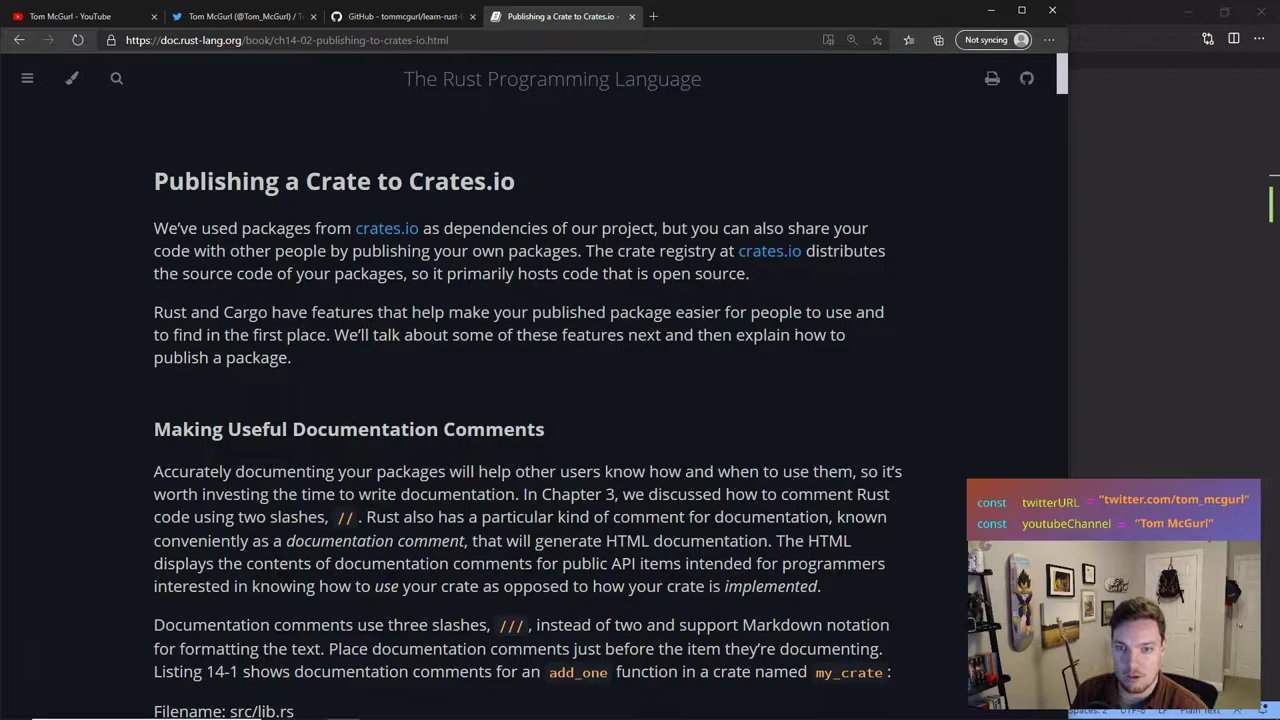 Tom McGurl - YouTube
Tom McGurl (@Tom_McGurl) / T
GitHub - tommcgurl/learn-rust-l
Publishing a Crate to Crates.io -
https://doc.rust-lang.org/book/ch14-02-publishing-to-crates-io.html
Not syncing
The Rust Programming Language
Publishing a Crate to Crates.io
We’ve used packages from crates.io as dependencies of our project, but you can also share your
code with other people by publishing your own packages. The crate registry at crates.io distributes
the source code of your packages, so it primarily hosts code that is open source.
Rust and Cargo have features that help make your published package easier for people to use and
to find in the first place. We’ll talk about some of these features next and then explain how to
publish a package.
Making Useful Documentation Comments
Accurately documenting your packages will help other users know how and when to use them, so it’s
worth investing the time to write documentation. In Chapter 3, we discussed how to comment Rust
code using two slashes, //. Rust also has a particular kind of comment for documentation, known
conveniently as a documentation comment, that will generate HTML documentation. The HTML
displays the contents of documentation comments for public API items intended for programmers
interested in knowing how to use your crate as opposed to how your crate is implemented.
Documentation comments use three slashes, ///, instead of two and support Markdown notation
for formatting the text. Place documentation comments just before the item they’re documenting.
Listing 14-1 shows documentation comments for an add_one function in a crate named my_crate:
Filename: src/lib.rs
const twitterURL = "twitter.com/tom_mcgurl"
const youtubeChannel = "Tom McGurl"
Spaces: 2 UTF-8 LF Plain Text